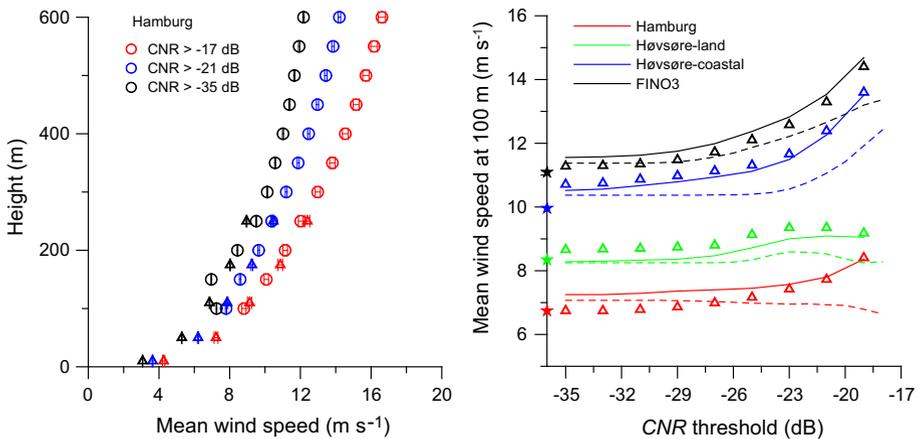 600
400
200
0
Height (m)
Hamburg
CNR > -17 dB
CNR > -21 dB
CNR > -35 dB
0 4 8 12 16 20
Mean wind speed (m s⁻¹)
16
14
12
10
8
6
Mean wind speed at 100 m (m s⁻¹)
Hamburg
Høvsøre-land
Høvsøre-coastal
FINO3
-35 -32 -29 -26 -23 -20 -17
CNR threshold (dB)